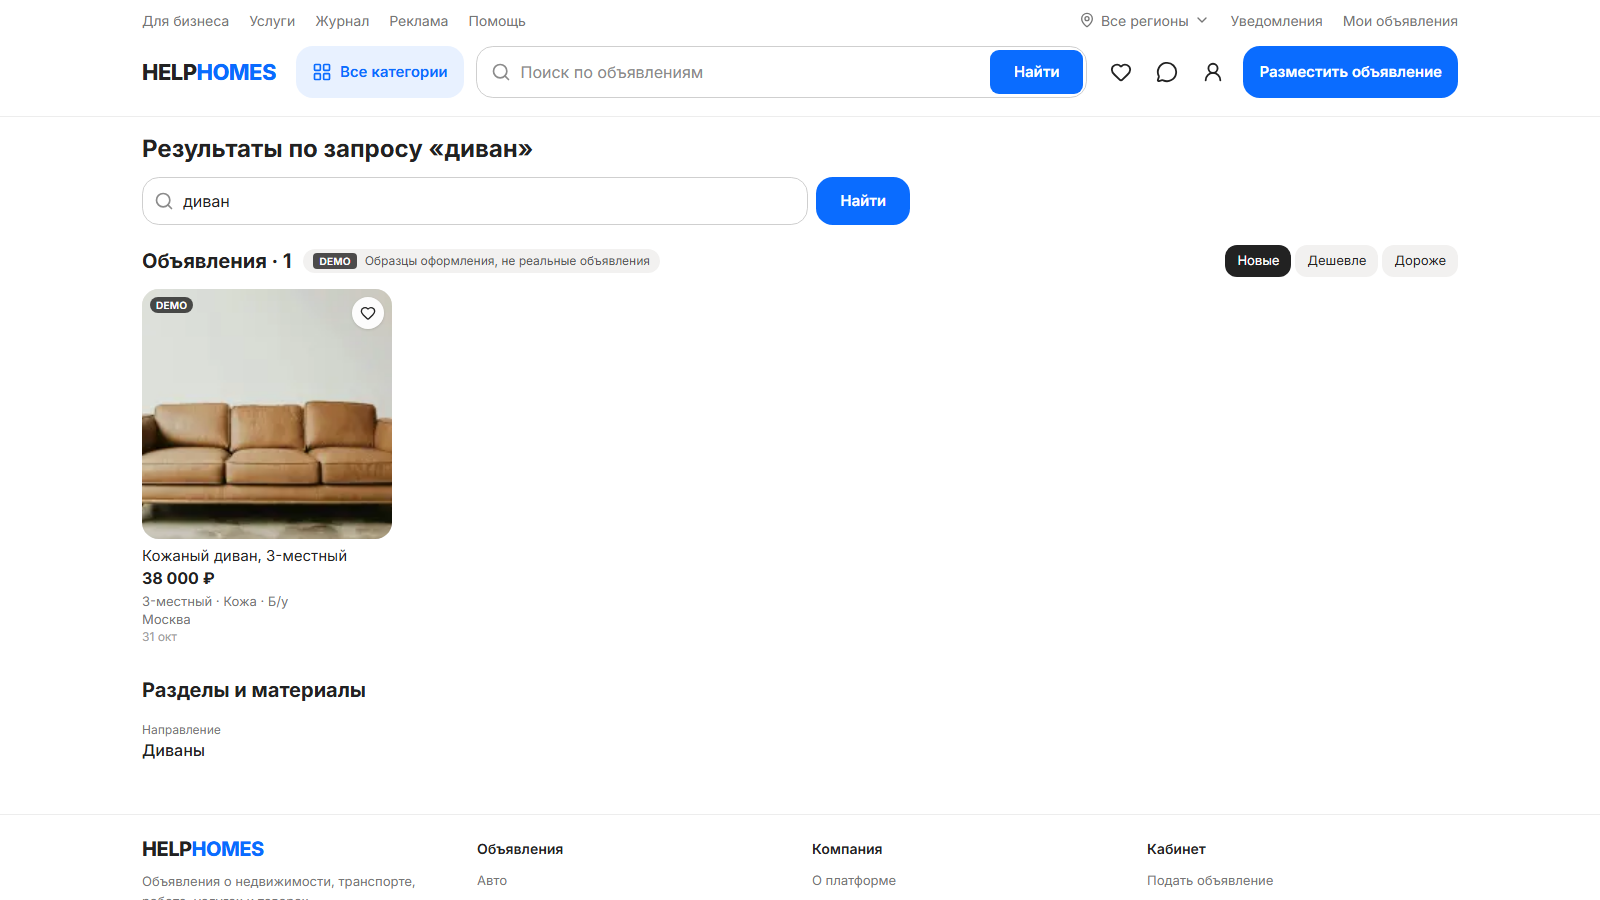 Для бизнеса Услуги Журнал Реклама Помощь Все регионы Уведомления Мои объявления
HELPHOMES Все категории Поиск по объявлениям Найти Разместить объявление
Результаты по запросу «диван»
диван Найти
Объявления · 1 DEMO Образцы оформления, не реальные объявления Новые Дешевле Дороже
DEMO
Кожаный диван, 3-местный
38 000 ₽
3-местный · Кожа · Б/у
Москва
31 окт
Разделы и материалы
Направление
Диваны
HELPHOMES Объявления Компания Кабинет
Объявления о недвижимости, транспорте, Авто О платформе Подать объявление